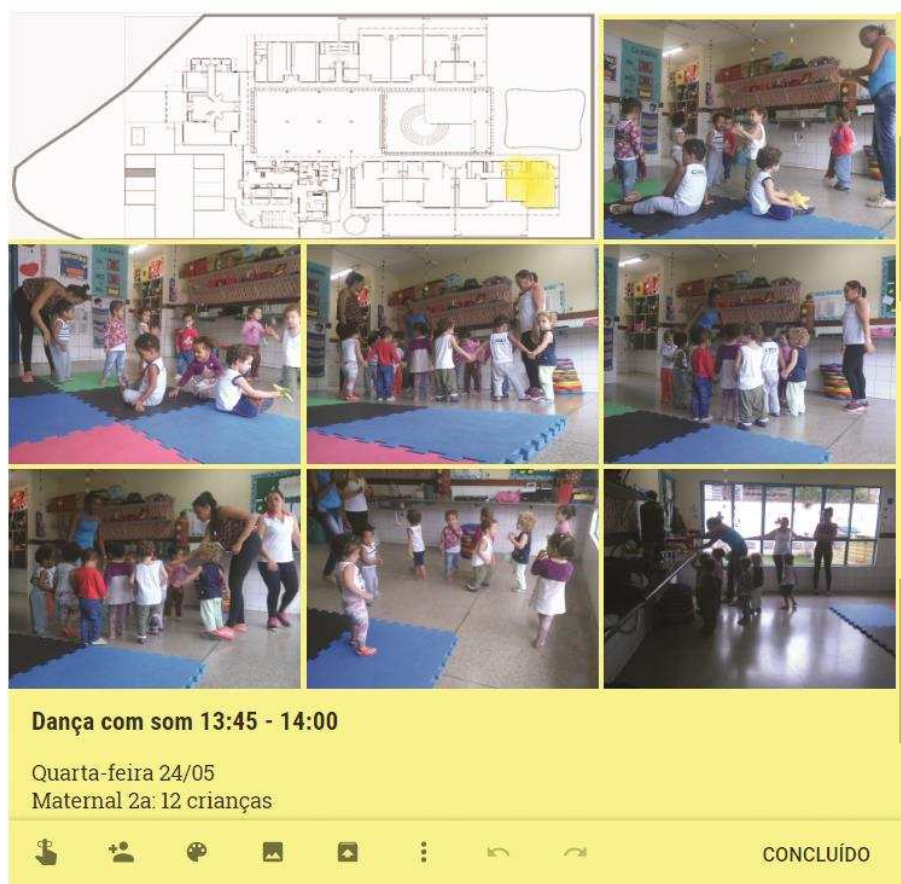 Dança com som 13:45 - 14:00
Quarta-feira 24/05
Maternal 2a: 12 crianças
CONCLUÍDO